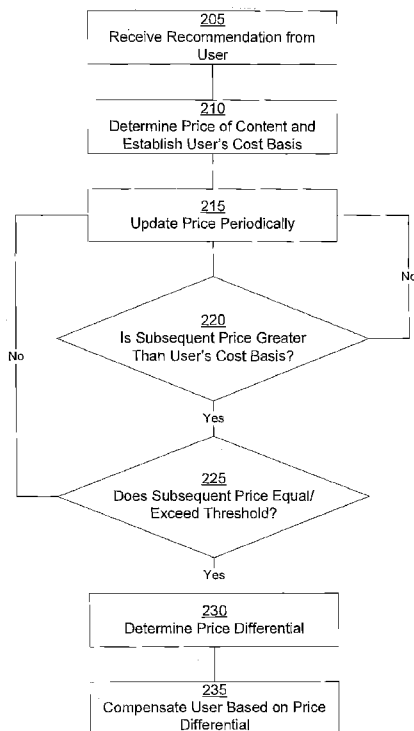 205
Receive Recommendation from
User
210
Determine Price of Content and
Establish User's Cost Basis
215
Update Price Periodically
No
220
Is Subsequent Price Greater
Than User's Cost Basis?
No
Yes
225
Does Subsequent Price Equal/
Exceed Threshold?
Yes
230
Determine Price Differential
235
Compensate User Based on Price
Differential